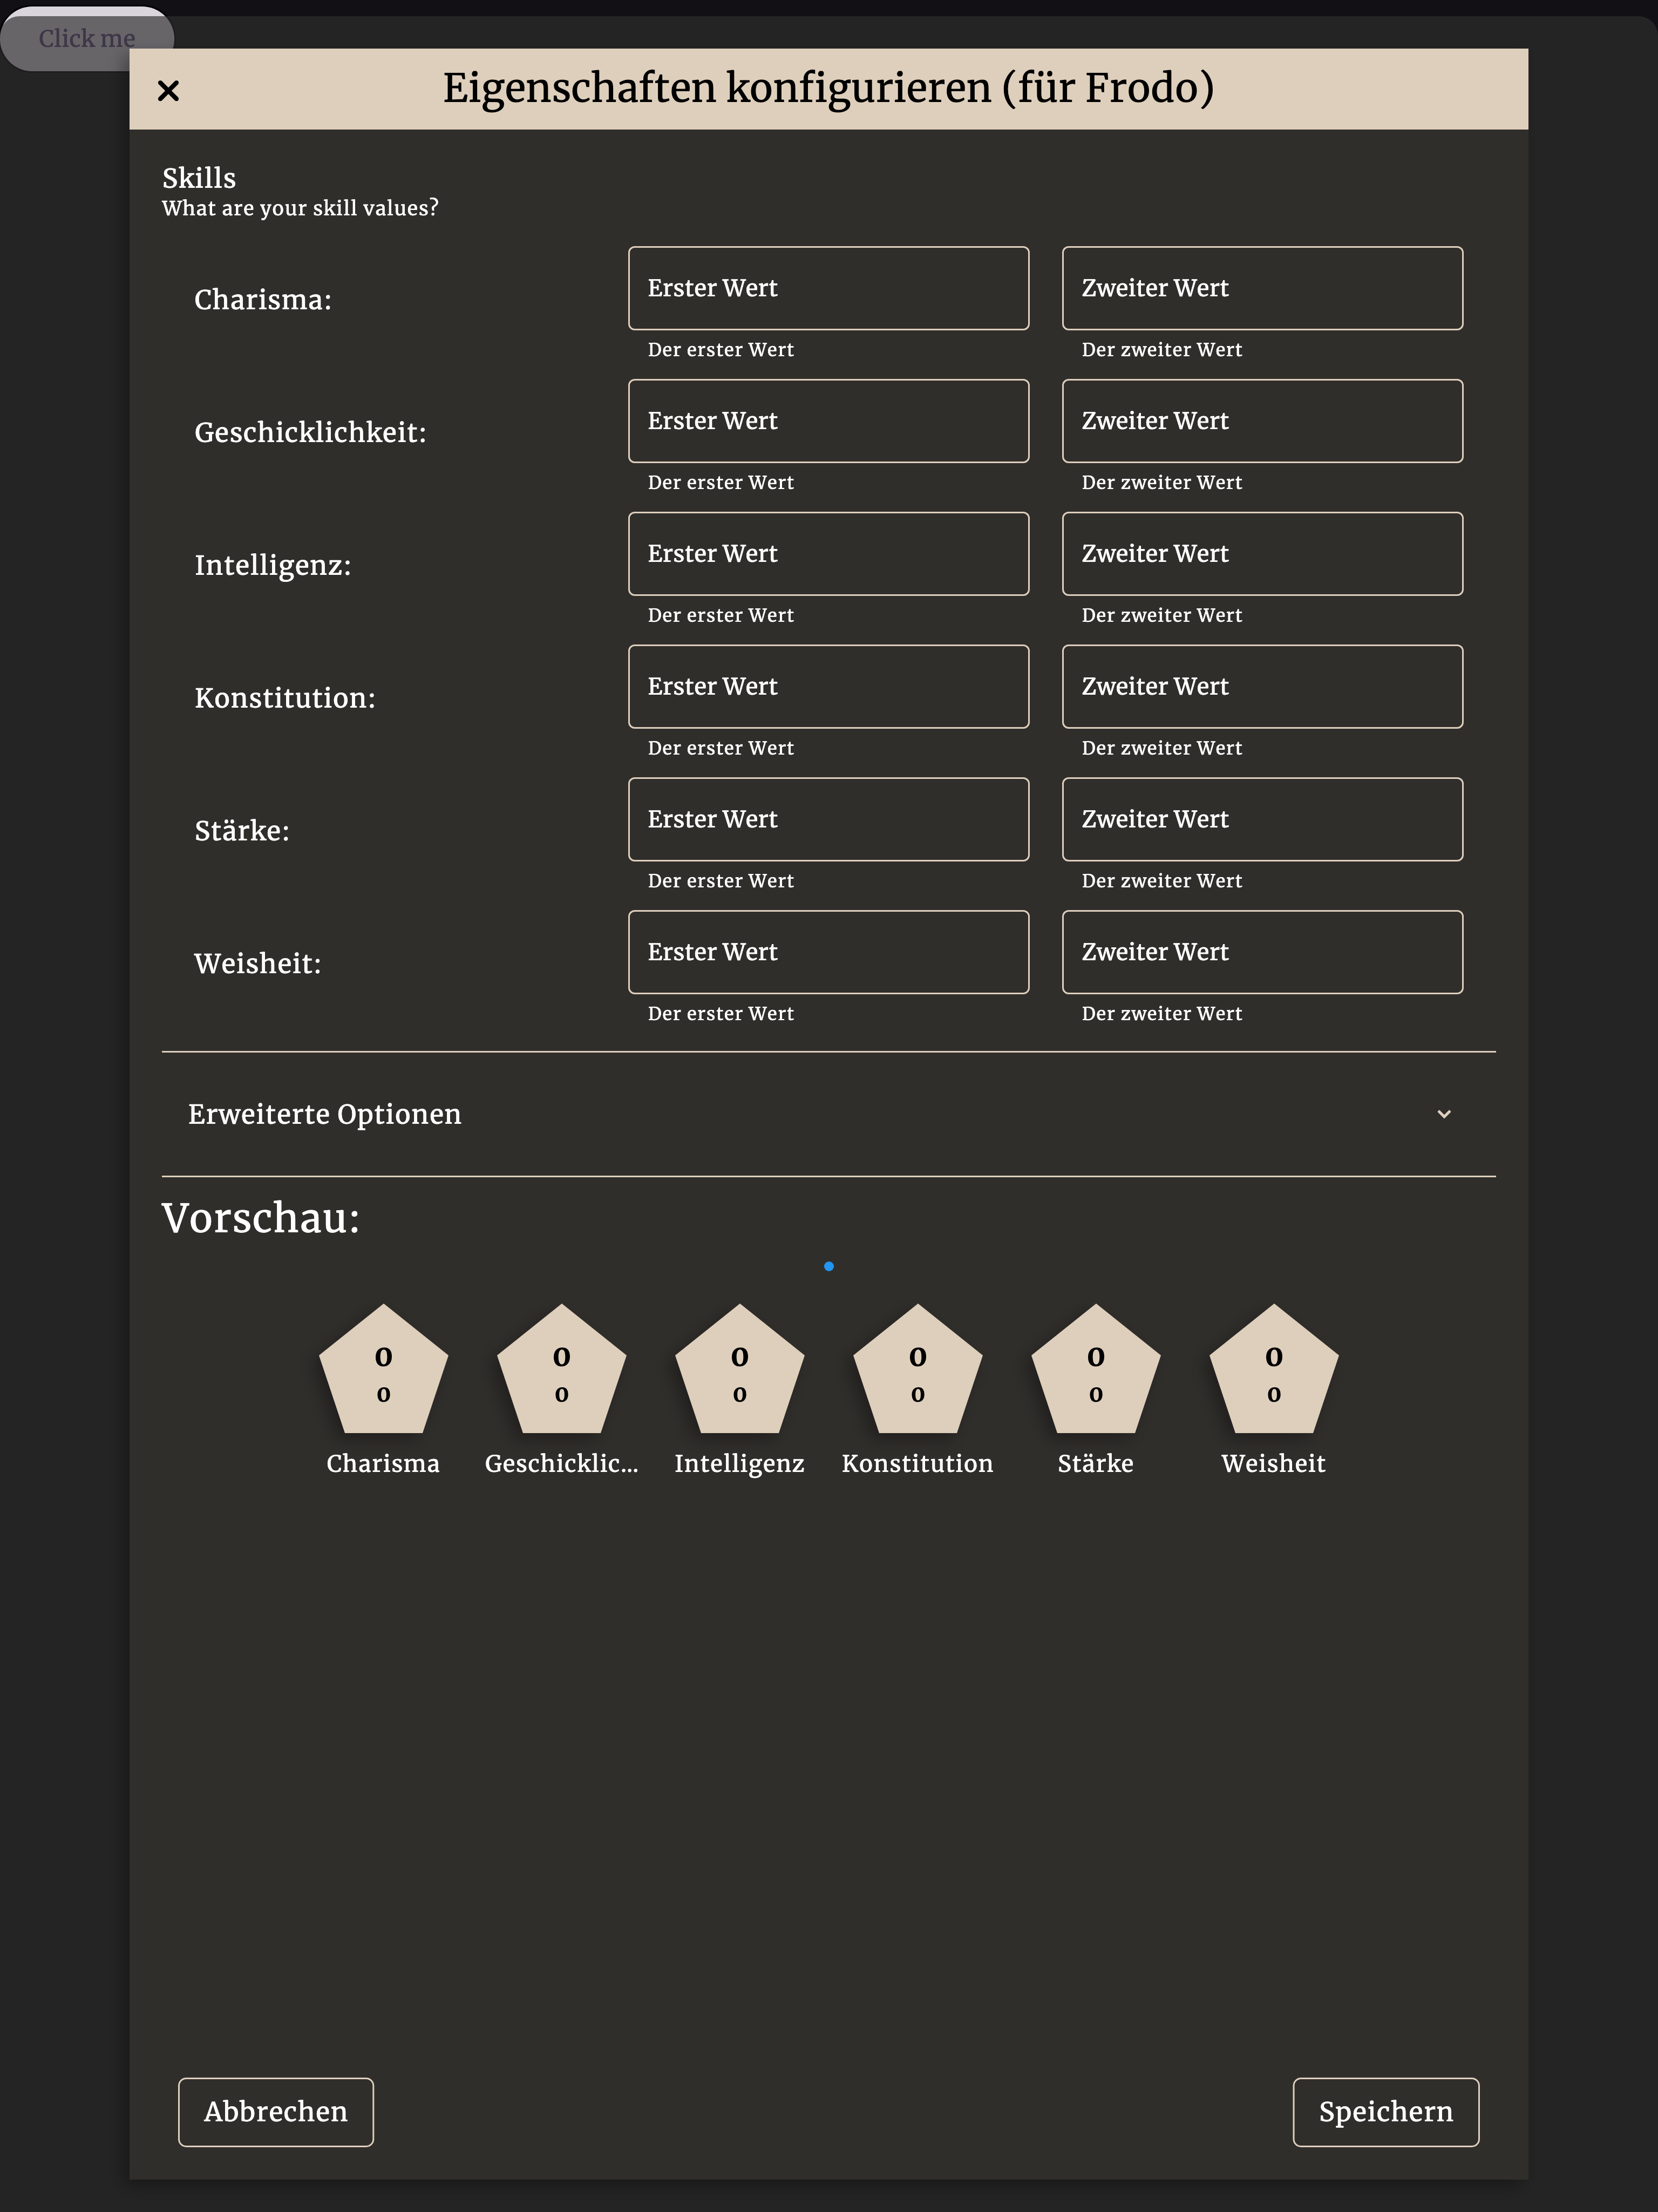 Click me
Eigenschaften konfigurieren (für Frodo)
Skills
What are your skill values?
Charisma:
Erster Wert
Zweiter Wert
Der erster Wert
Der zweiter Wert
Geschicklichkeit:
Erster Wert
Zweiter Wert
Der erster Wert
Der zweiter Wert
Intelligenz:
Erster Wert
Zweiter Wert
Der erster Wert
Der zweiter Wert
Konstitution:
Erster Wert
Zweiter Wert
Der erster Wert
Der zweiter Wert
Stärke:
Erster Wert
Zweiter Wert
Der erster Wert
Der zweiter Wert
Weisheit:
Erster Wert
Zweiter Wert
Der erster Wert
Der zweiter Wert
Erweiterte Optionen
Vorschau:
0 0 0 0 0 0
0 0 0 0 0 0
Charisma Geschicklic... Intelligenz Konstitution Stärke Weisheit
Abbrechen Speichern